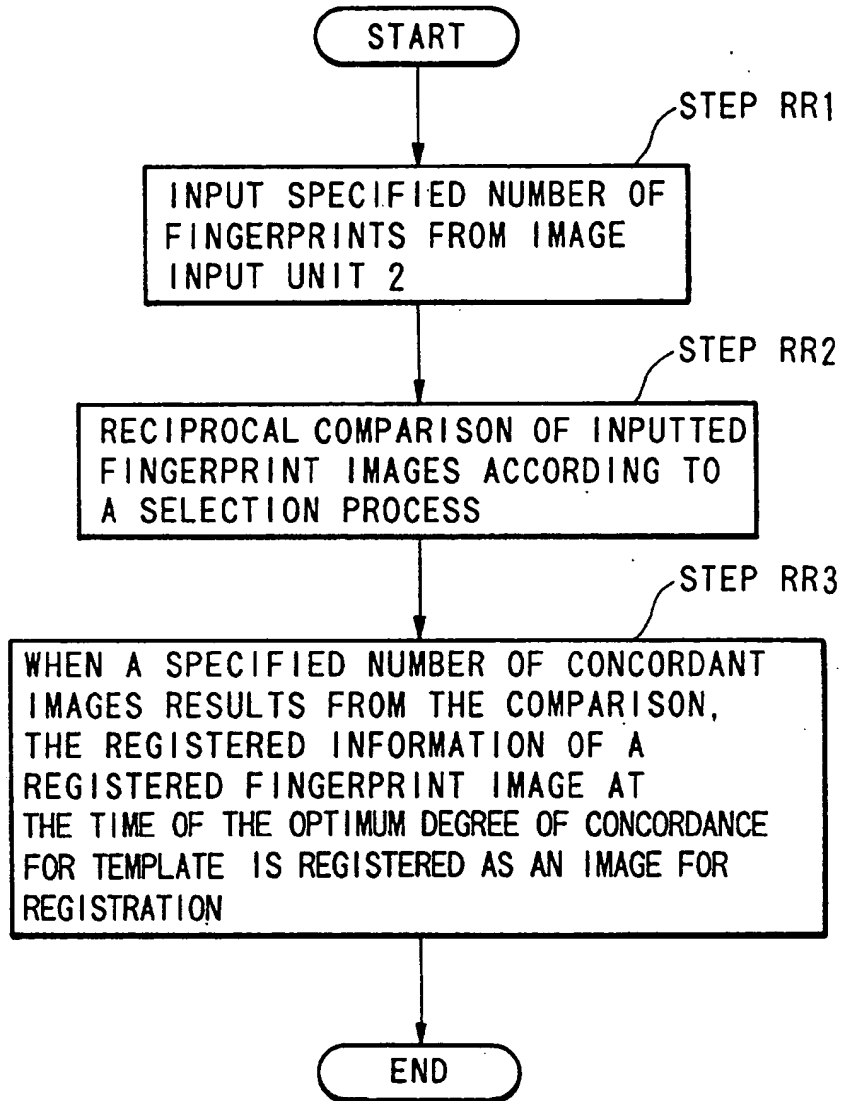 START
STEP RR1
INPUT SPECIFIED NUMBER OF
FINGERPRINTS FROM IMAGE
INPUT UNIT 2
STEP RR2
RECIPROCAL COMPARISON OF INPUTTED
FINGERPRINT IMAGES ACCORDING TO
A SELECTION PROCESS
STEP RR3
WHEN A SPECIFIED NUMBER OF CONCORDANT
IMAGES RESULTS FROM THE COMPARISON,
THE REGISTERED INFORMATION OF A
REGISTERED FINGERPRINT IMAGE AT
THE TIME OF THE OPTIMUM DEGREE OF CONCORDANCE
FOR TEMPLATE IS REGISTERED AS AN IMAGE FOR
REGISTRATION
END